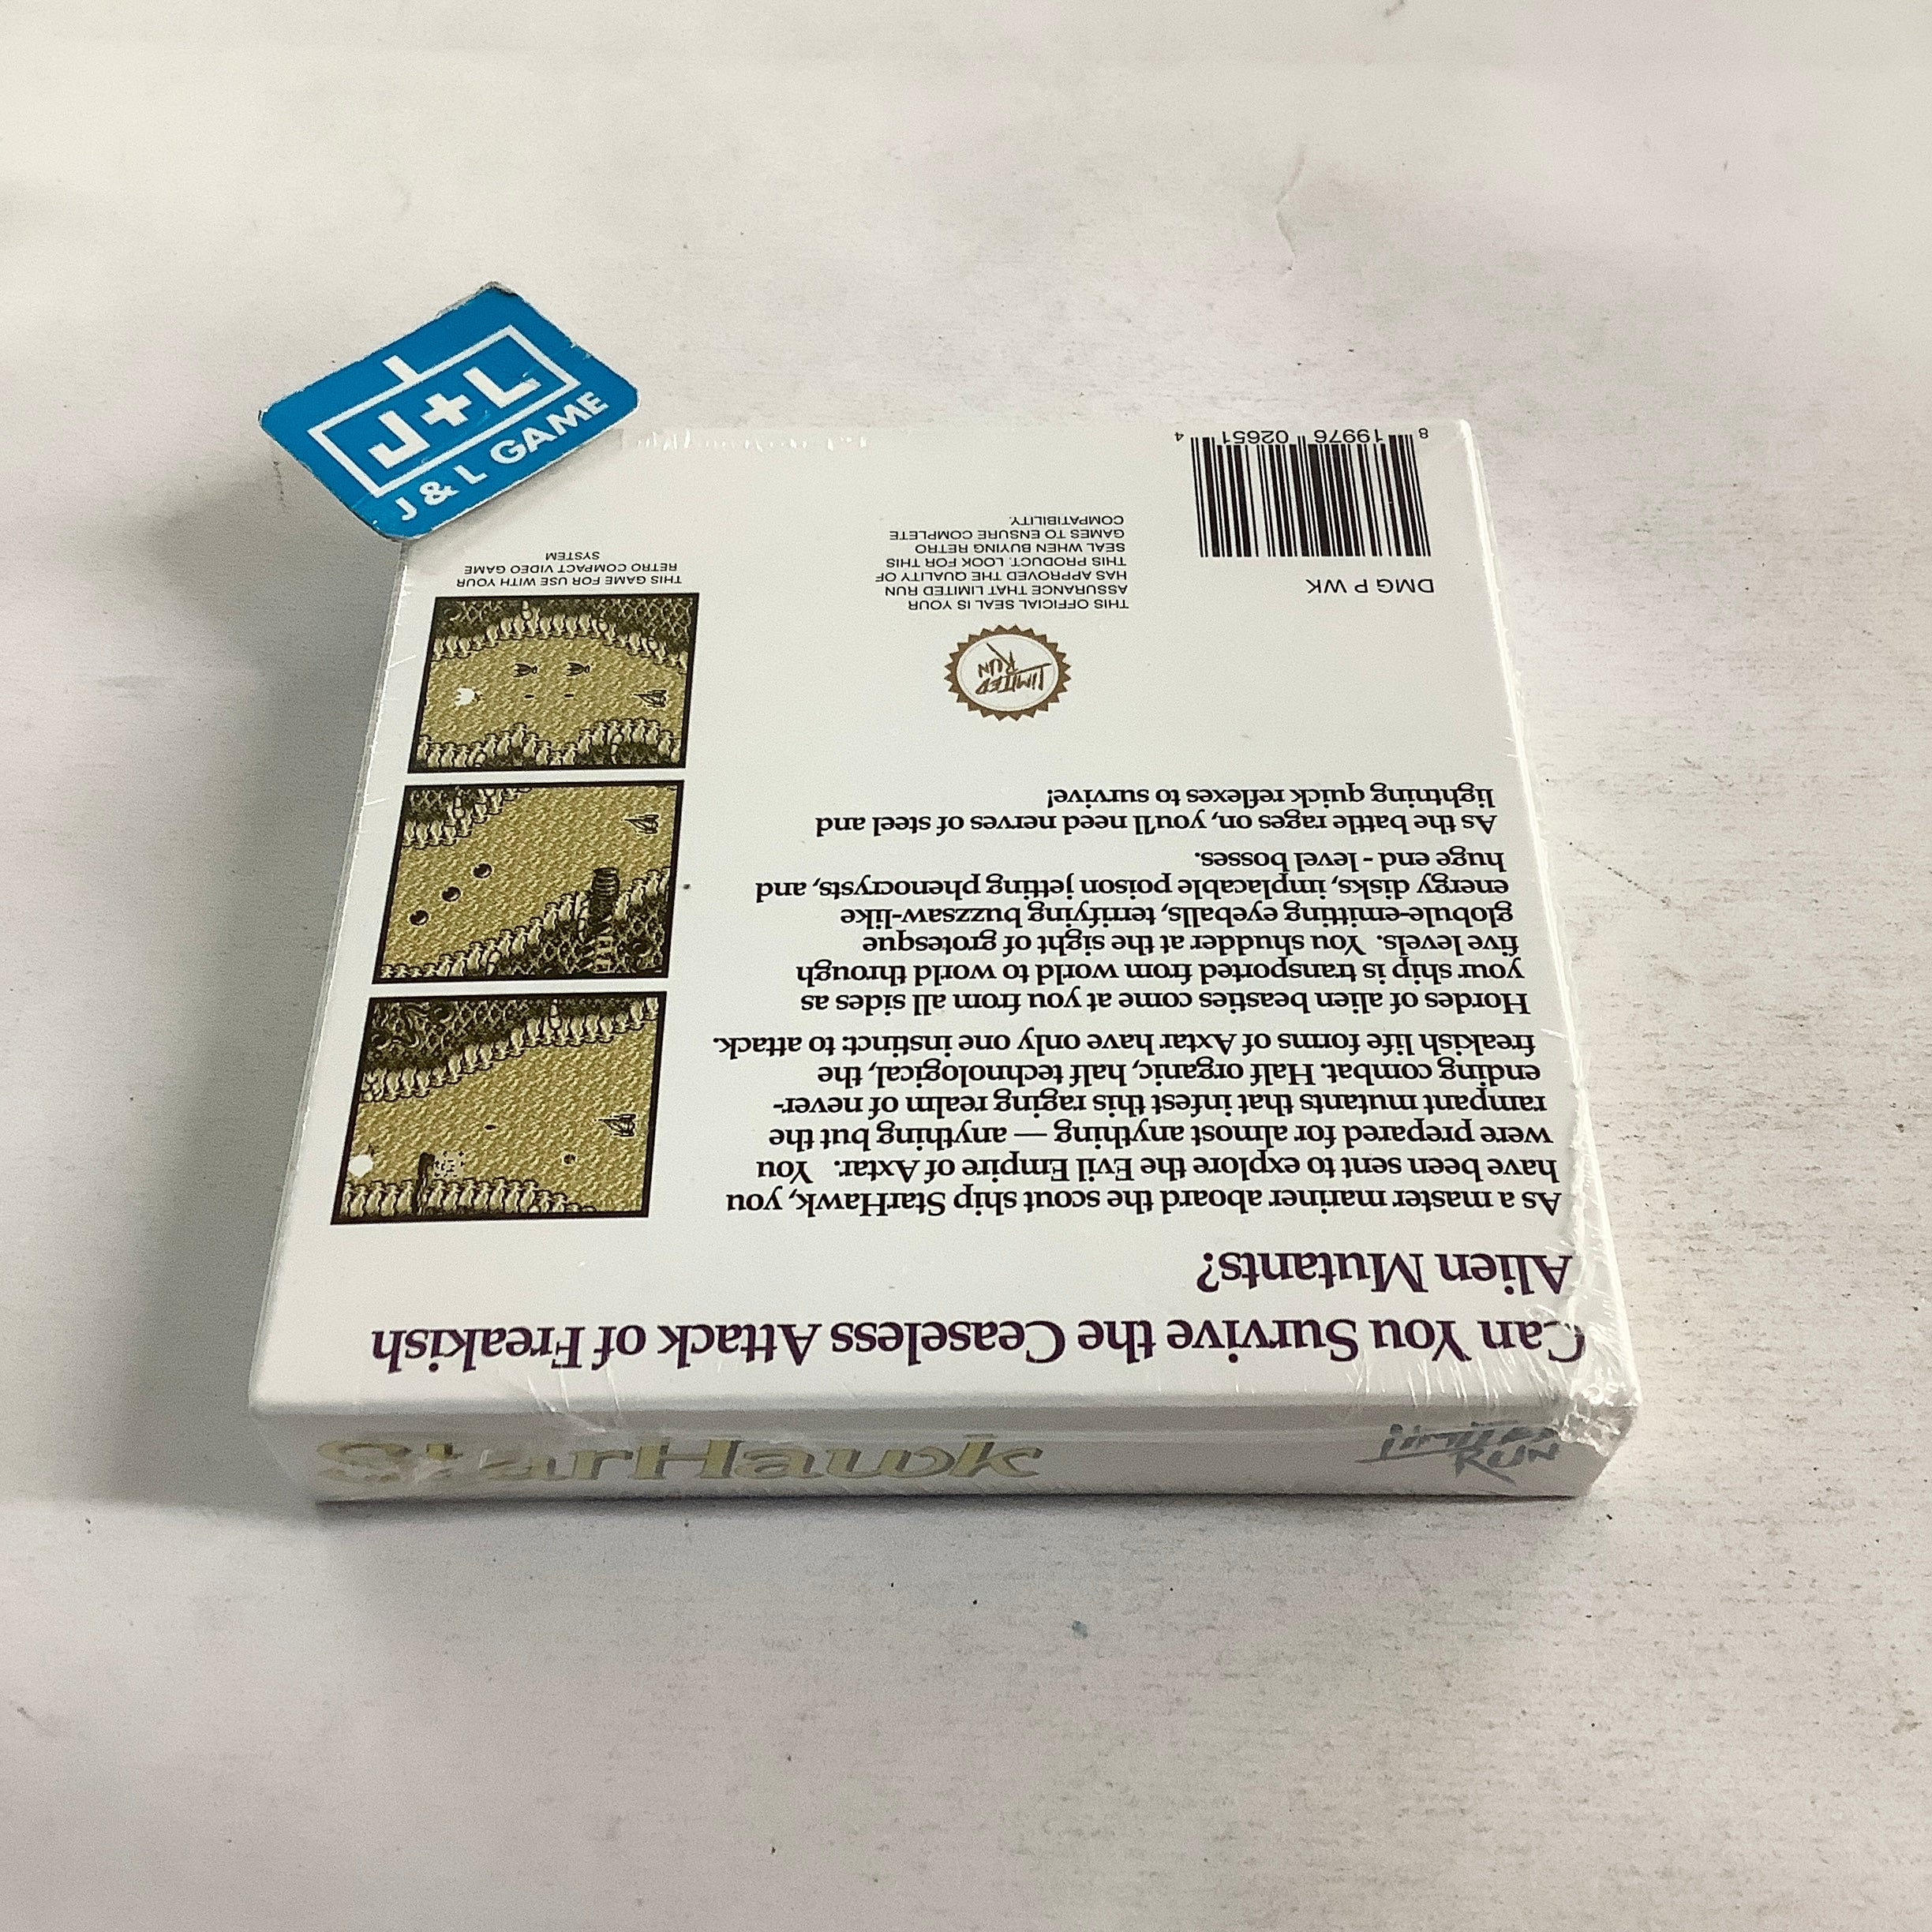 Can You Survive the Ceaseless Attack of Freakish
Alien Mutants?
As a master mariner aboard the scout ship StarHawk, you
have been sent to explore the Evil Empire of Axtar. You
were prepared for almost anything — anything but the
rampant mutants that infest this raging realm of never-
ending combat. Half organic, half technological, the
freakish life forms of Axtar have only one instinct: to attack.
Hordes of alien beasties come at you from all sides as
your ship is transported from world to world through
five levels. You shudder at the sight of grotesque
globule-emitting eyeballs, terrifying buzzsaw-like
energy disks, implacable poison jetting phenocrysts, and
huge end - level bosses.
As the battle rages on, you'll need nerves of steel and
lightning quick reflexes to survive!
LIMITED
RUN
THIS OFFICIAL SEAL IS YOUR
ASSURANCE THAT LIMITED RUN
HAS APPROVED THE QUALITY OF
THIS PRODUCT. LOOK FOR THIS
SEAL WHEN BUYING RETRO
GAMES TO ENSURE COMPLETE
COMPATIBILITY.
DMG P WK
8 19976 02651 4
THIS GAME FOR USE WITH YOUR
RETRO COMPACT VIDEO GAME
SYSTEM
J+L
J & L GAME
StarHawk
LIMITED
RUN